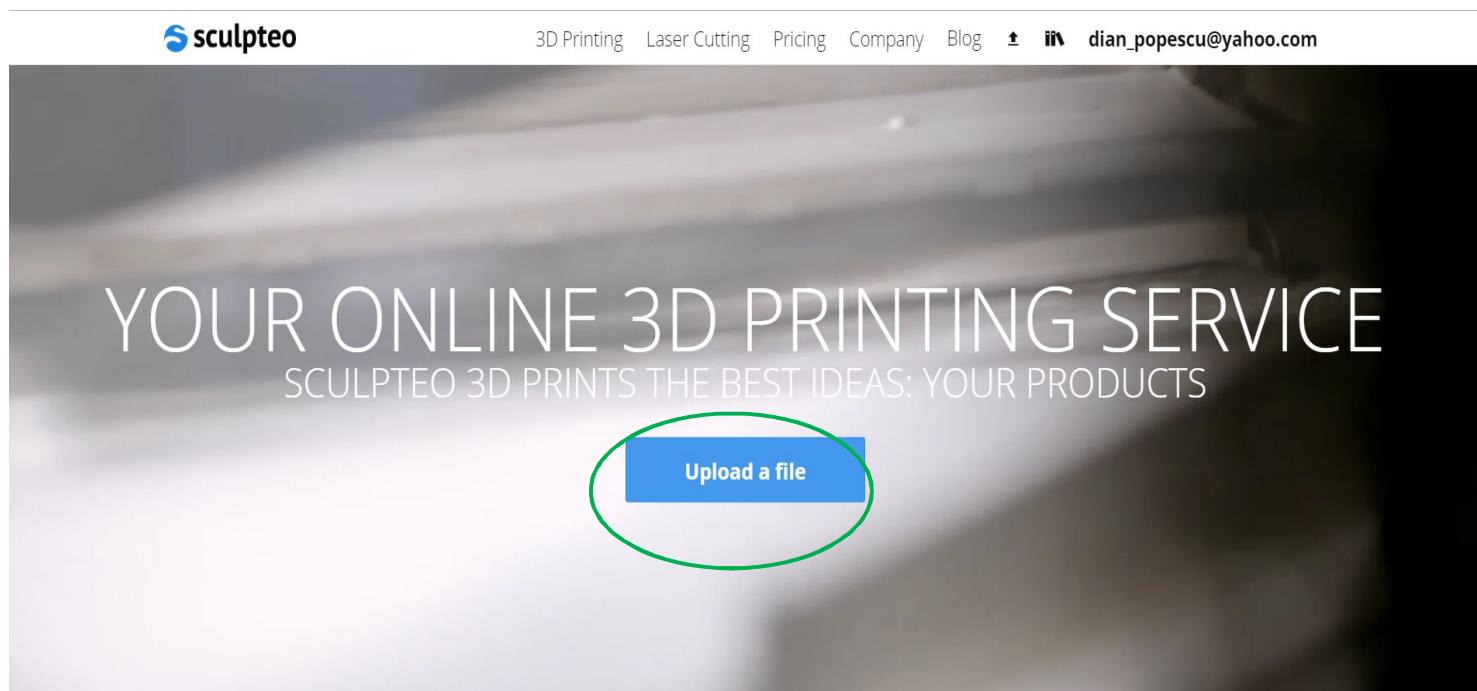 sculpteo 3D Printing Laser Cutting Pricing Company Blog dian_popescu@yahoo.com
YOUR ONLINE 3D PRINTING SERVICE
SCULPTEO 3D PRINTS THE BEST IDEAS: YOUR PRODUCTS
Upload a file